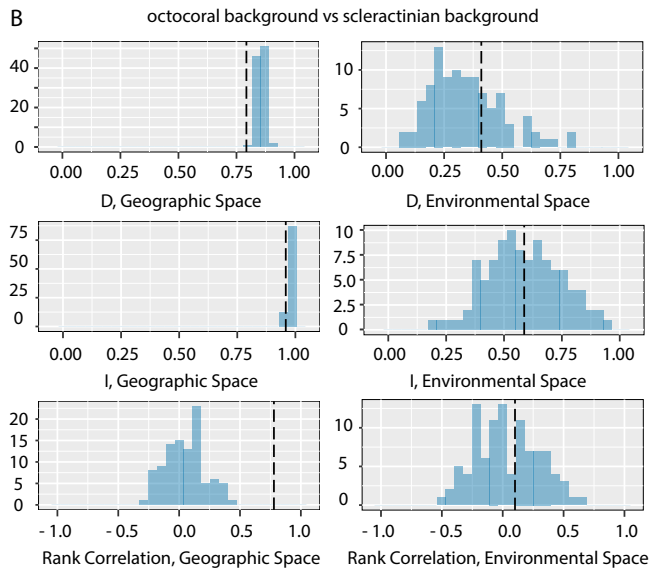 B
octocoral background vs scleractinian background
40
20
0
0.00 0.25 0.50 0.75 1.00
D, Geographic Space
10
5
0
0.00 0.25 0.50 0.75 1.00
D, Environmental Space
75
50
25
0
0.00 0.25 0.50 0.75 1.00
I, Geographic Space
10
7.5
5.0
2.5
0
0.00 0.25 0.50 0.75 1.00
I, Environmental Space
20
15
10
5
0
- 1.0 - 0.5 0.0 0.5 1.0
Rank Correlation, Geographic Space
10
5
0
- 1.0 - 0.5 0.0 0.5 1.0
Rank Correlation, Environmental Space